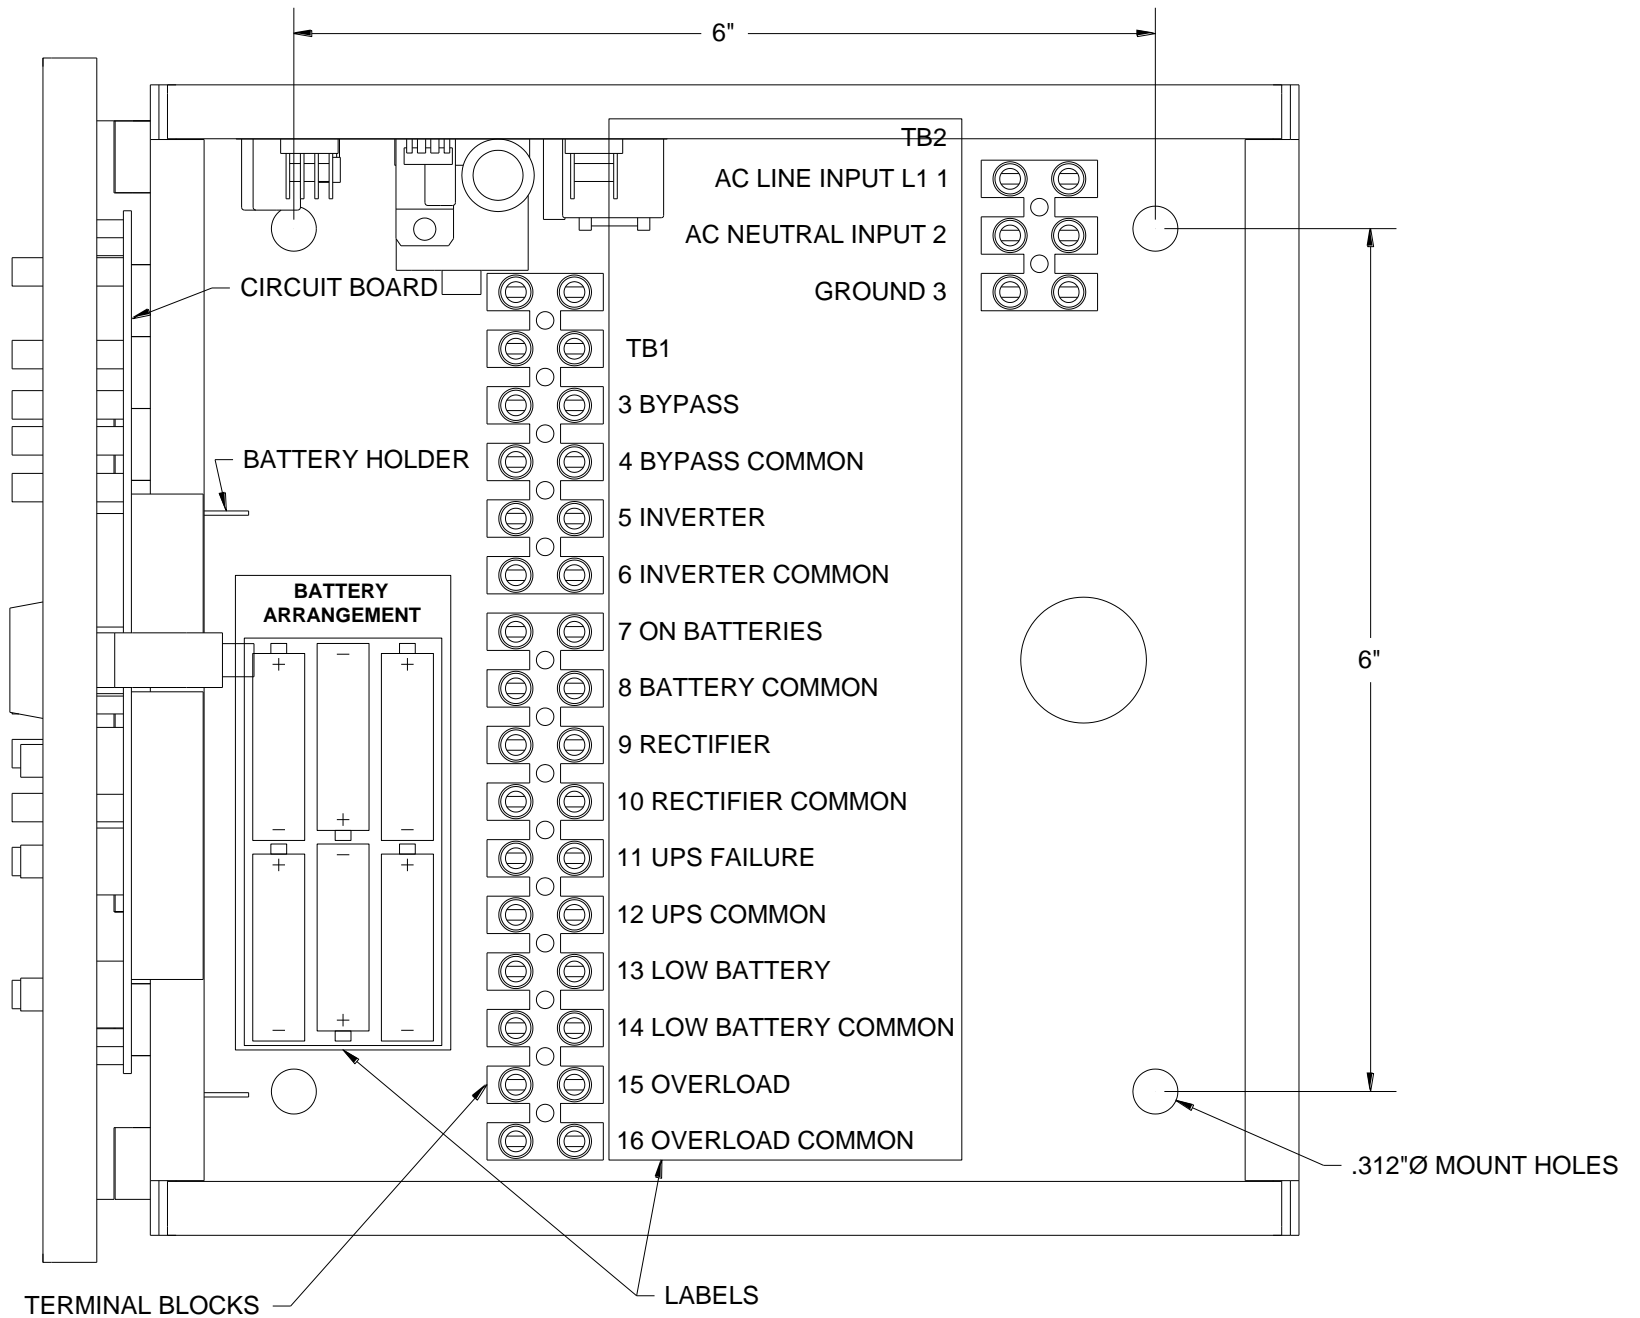 6"
TB2
AC LINE INPUT L1 1
AC NEUTRAL INPUT 2
GROUND 3
CIRCUIT BOARD
TB1
3 BYPASS
4 BYPASS COMMON
BATTERY HOLDER
5 INVERTER
6 INVERTER COMMON
BATTERY
ARRANGEMENT
7 ON BATTERIES
8 BATTERY COMMON
9 RECTIFIER
10 RECTIFIER COMMON
11 UPS FAILURE
12 UPS COMMON
13 LOW BATTERY
14 LOW BATTERY COMMON
15 OVERLOAD
16 OVERLOAD COMMON
+ − +
− + −
+ − +
− + −
6"
.312"Ø MOUNT HOLES
TERMINAL BLOCKS
LABELS